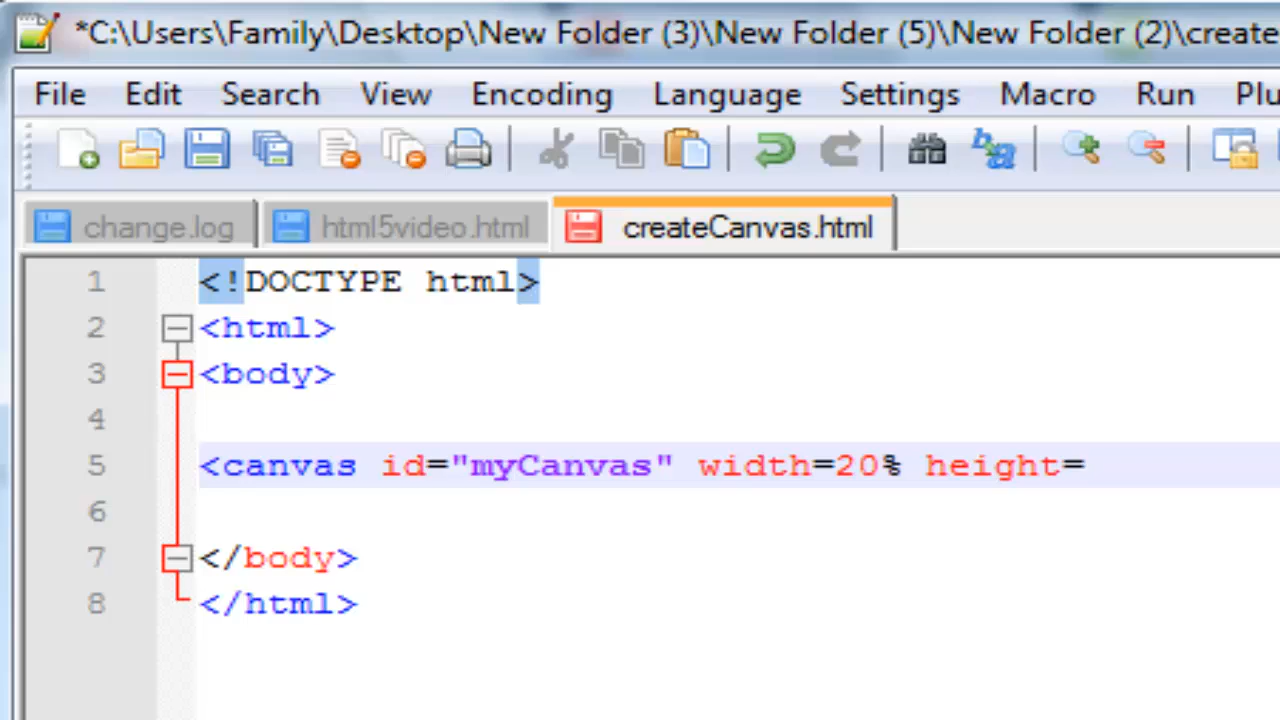 *C:\Users\Family\Desktop\New Folder (3)\New Folder (5)\New Folder (2)\create
File Edit Search View Encoding Language Settings Macro Run Plu
change.log html5video.html createCanvas.html
1 <!DOCTYPE html>
2 <html>
3 <body>
4
5 <canvas id="myCanvas" width=20% height=
6
7 </body>
8 </html>